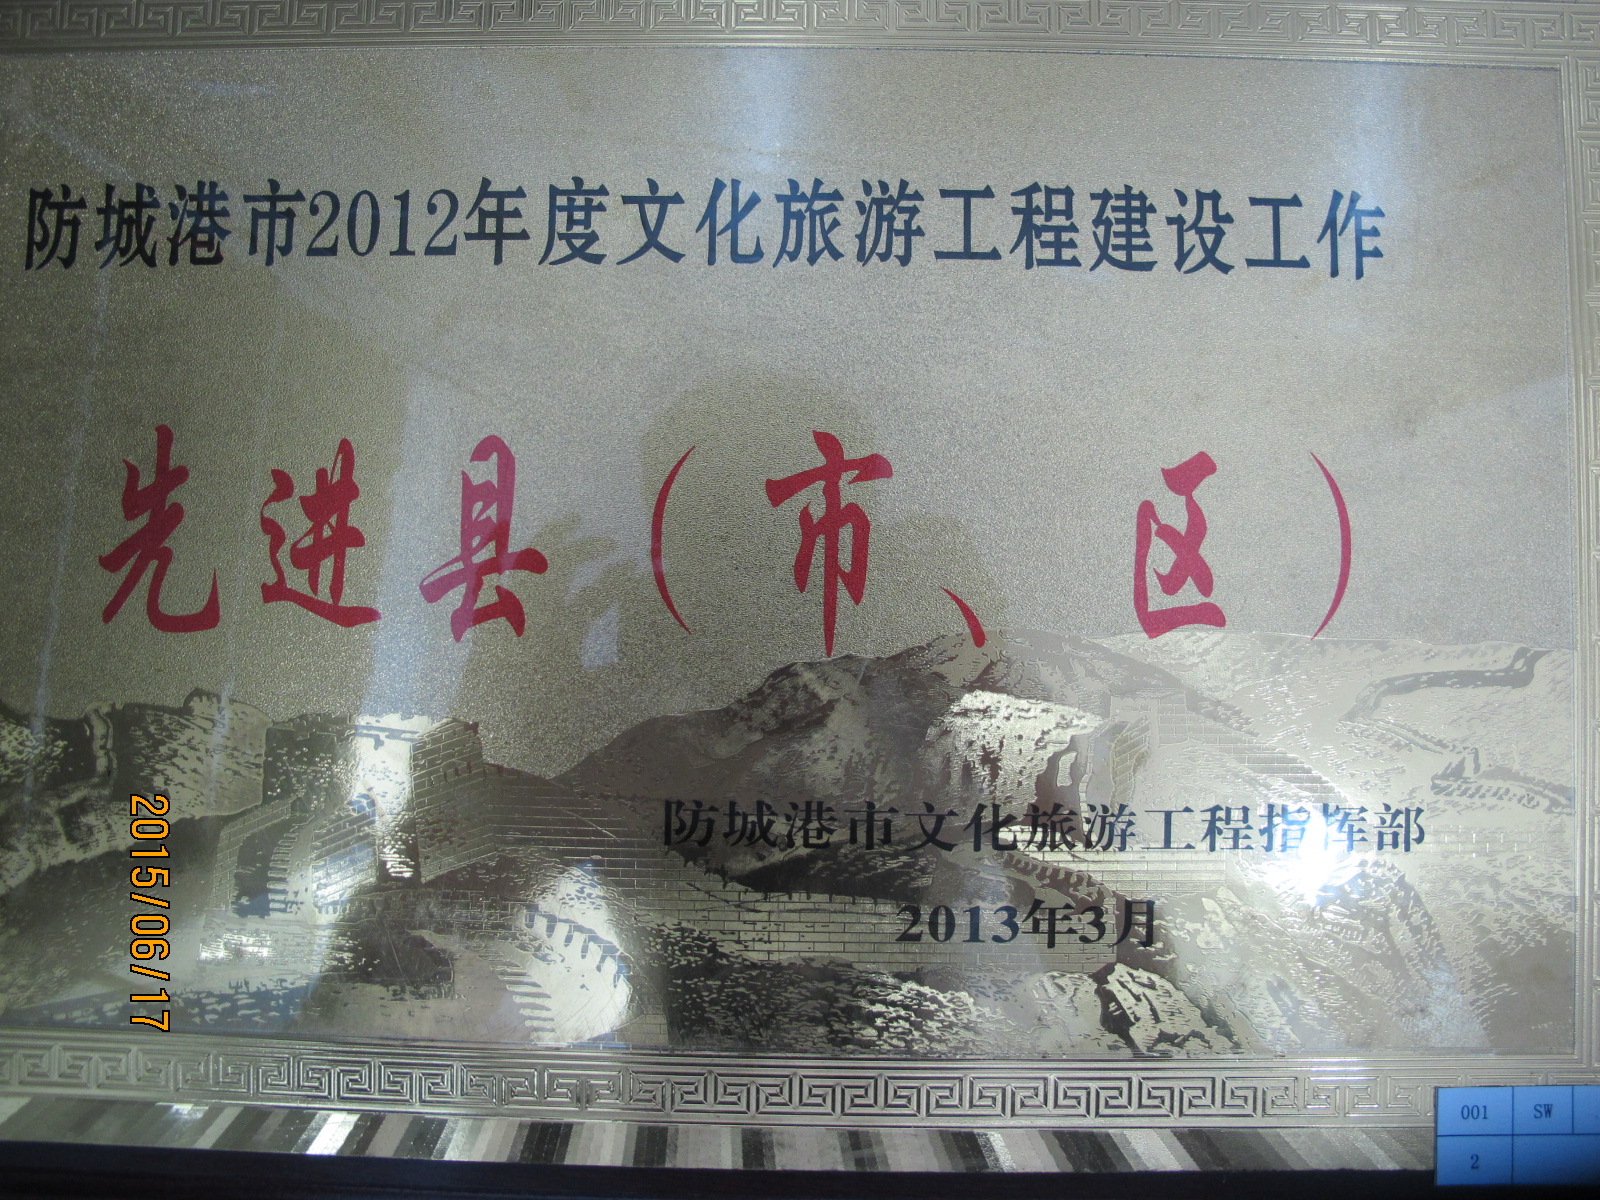 防城港市2012年度文化旅游工程建设工作
先进县（市、区）
防城港市文化旅游工程指挥部
2013年3月
2015/06/17
001 SW
2